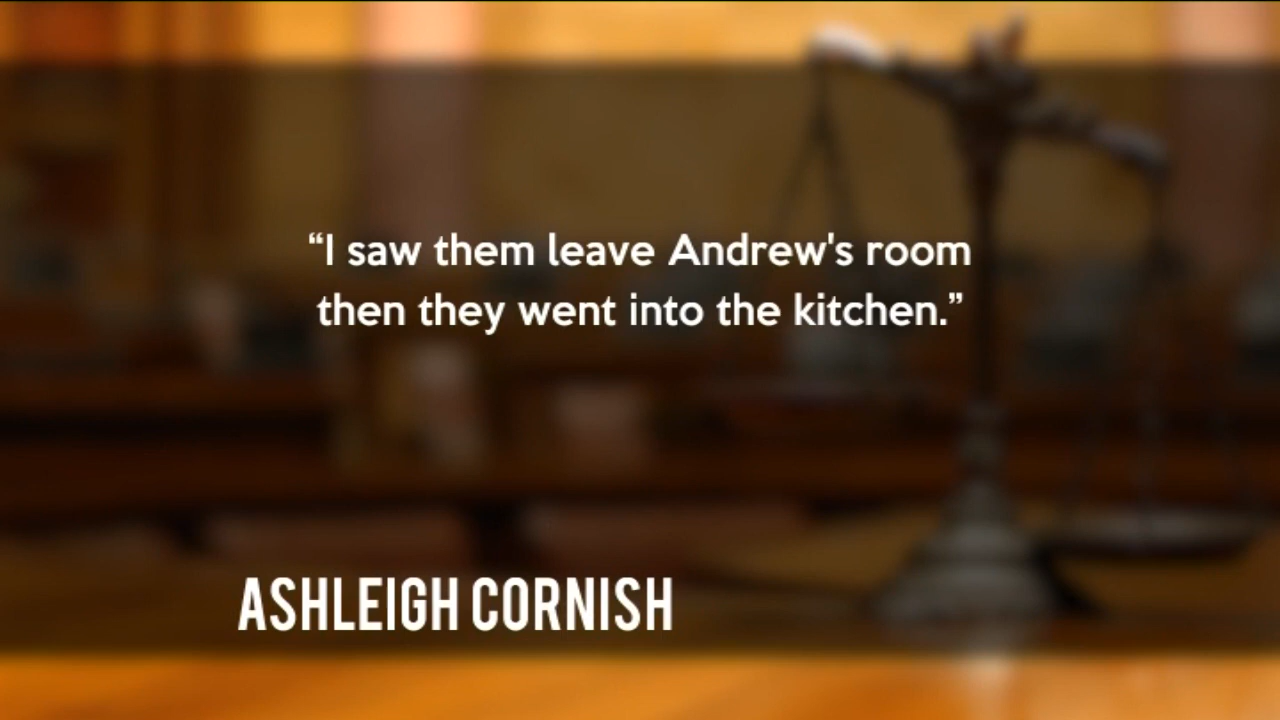 “I saw them leave Andrew's room
then they went into the kitchen.”
ASHLEIGH CORNISH